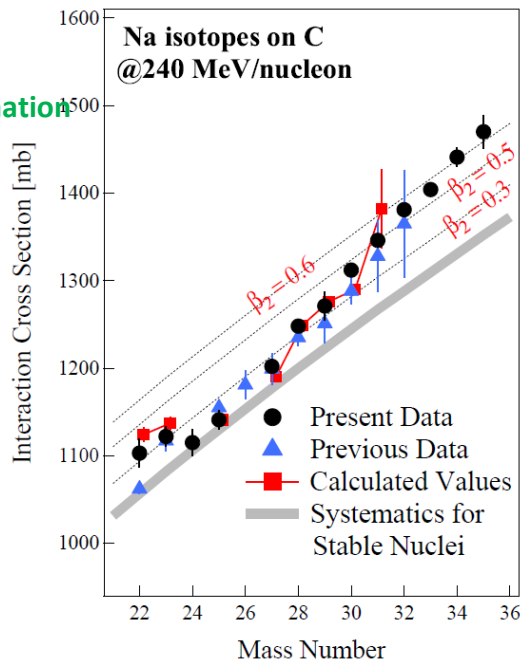 Na isotopes on C
@240 MeV/nucleon
mation
Interaction Cross Section [mb]
1600
1500
1400
1300
1200
1100
1000
β₂ = 0.6
β₂ = 0.5
β₂ = 0.3
Present Data
Previous Data
Calculated Values
Systematics for
Stable Nuclei
22 24 26 28 30 32 34 36
Mass Number